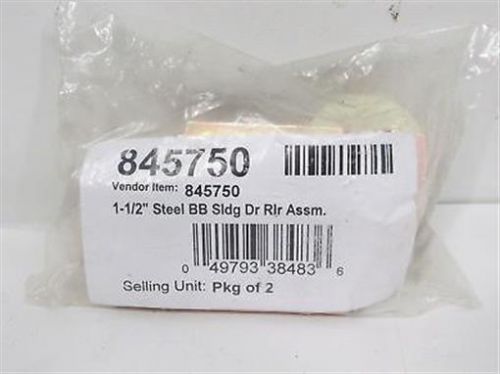 845750
Vendor Item: 845750
1-1/2" Steel BB Sldg Dr Rlr Assm.
0 49793 38483 6
Selling Unit: Pkg of 2